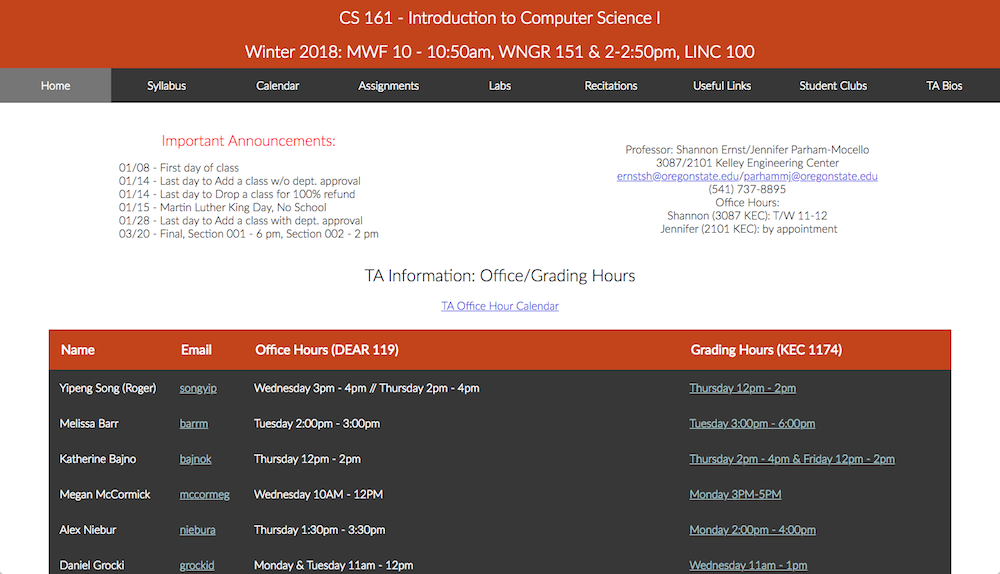 CS 161 - Introduction to Computer Science I
Winter 2018: MWF 10 - 10:50am, WNGR 151 & 2-2:50pm, LINC 100
Home Syllabus Calendar Assignments Labs Recitations Useful Links Student Clubs TA Bios
Important Announcements:
01/08 - First day of class
01/14 - Last day to Add a class w/o dept. approval
01/14 - Last day to Drop a class for 100% refund
01/15 - Martin Luther King Day, No School
01/28 - Last day to Add a class with dept. approval
03/20 - Final, Section 001 - 6 pm, Section 002 - 2 pm
Professor: Shannon Ernst/Jennifer Parham-Mocello
3087/2101 Kelley Engineering Center
ernstsh@oregonstate.edu/parhammj@oregonstate.edu
(541) 737-8895
Office Hours:
Shannon (3087 KEC): T/W 11-12
Jennifer (2101 KEC): by appointment
TA Information: Office/Grading Hours
TA Office Hour Calendar
Name Email Office Hours (DEAR 119) Grading Hours (KEC 1174)
Yipeng Song (Roger) songyip Wednesday 3pm - 4pm // Thursday 2pm - 4pm Thursday 12pm - 2pm
Melissa Barr barrm Tuesday 2:00pm - 3:00pm Tuesday 3:00pm - 6:00pm
Katherine Bajno bajnok Thursday 12pm - 2pm Thursday 2pm - 4pm & Friday 12pm - 2pm
Megan McCormick mccormeg Wednesday 10AM - 12PM Monday 3PM-5PM
Alex Niebur niebura Thursday 1:30pm - 3:30pm Monday 2:00pm - 4:00pm
Daniel Grocki grockid Monday & Tuesday 11am - 12pm Wednesday 11am - 1pm